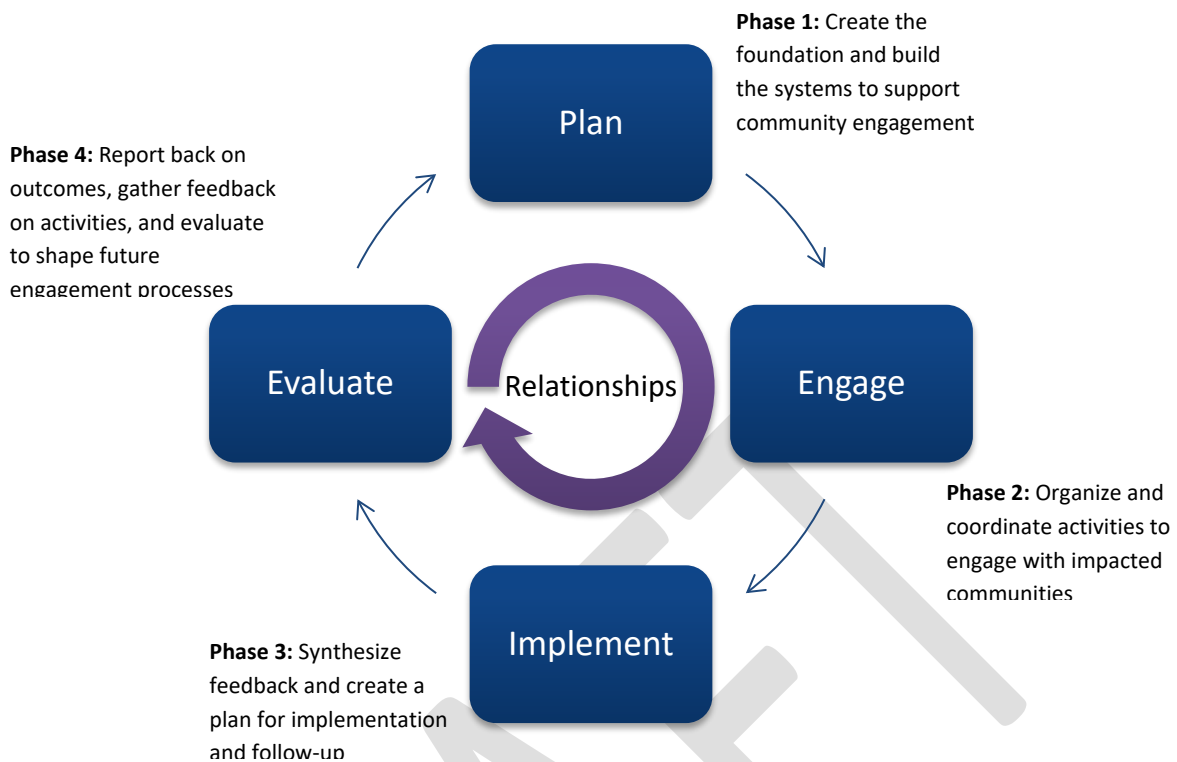 Phase 1: Create the
foundation and build
the systems to support
community engagement
Plan
Phase 4: Report back on
outcomes, gather feedback
on activities, and evaluate
to shape future
engagement processes
Evaluate
Relationships
Engage
Phase 2: Organize and
coordinate activities to
engage with impacted
communities
Implement
Phase 3: Synthesize
feedback and create a
plan for implementation
and follow-up